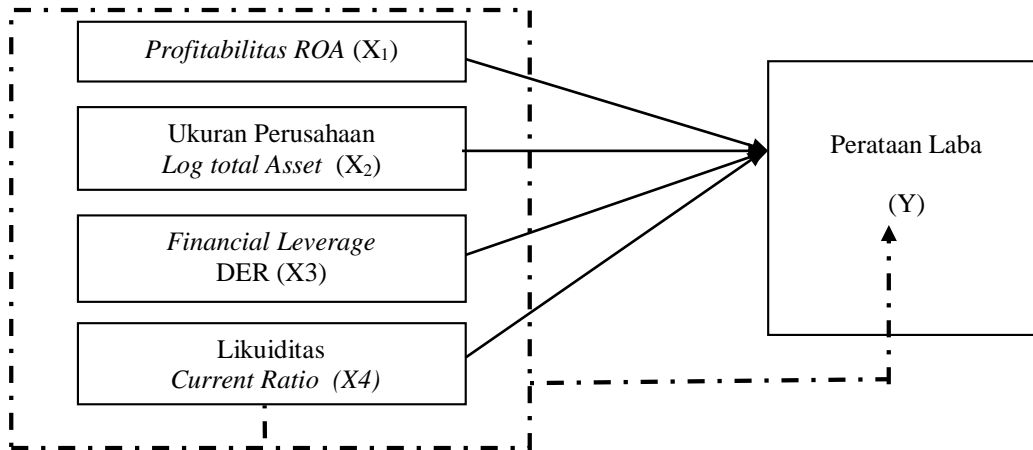 Profitabilitas ROA (X₁)
Ukuran Perusahaan
Log total Asset (X₂)
Financial Leverage
DER (X3)
Likuiditas
Current Ratio (X4)
Perataan Laba
(Y)